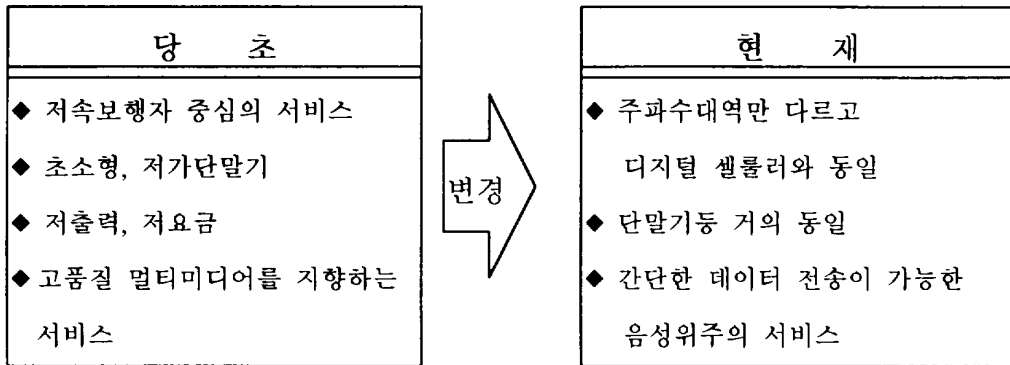 당 초
◆ 저속보행자 중심의 서비스
◆ 초소형, 저가단말기
◆ 저출력, 저요금
◆ 고품질 멀티미디어를 지향하는
서비스
변경
현 재
◆ 주파수대역만 다르고
디지털 셀룰러와 동일
◆ 단말기등 거의 동일
◆ 간단한 데이터 전송이 가능한
음성위주의 서비스